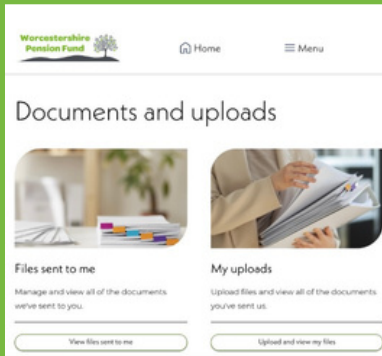 Worcestershire
Pension Fund
Home
Menu
Documents and uploads
Files sent to me
Manage and view all of the documents
we've sent to you.
View files sent to me
My uploads
Upload files and view all of the documents
you've sent us.
Upload and view my files